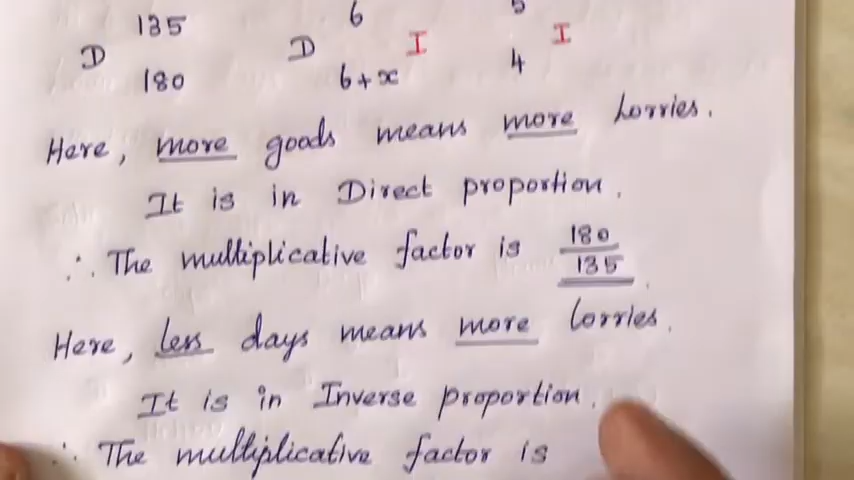 135 6 5
D D I I
180 6+x 4
Here, more goods means more lorries.
It is in Direct proportion.
∴ The multiplicative factor is 180/135.
Here, less days means more lorries.
It is in Inverse proportion.
∴ The multiplicative factor is